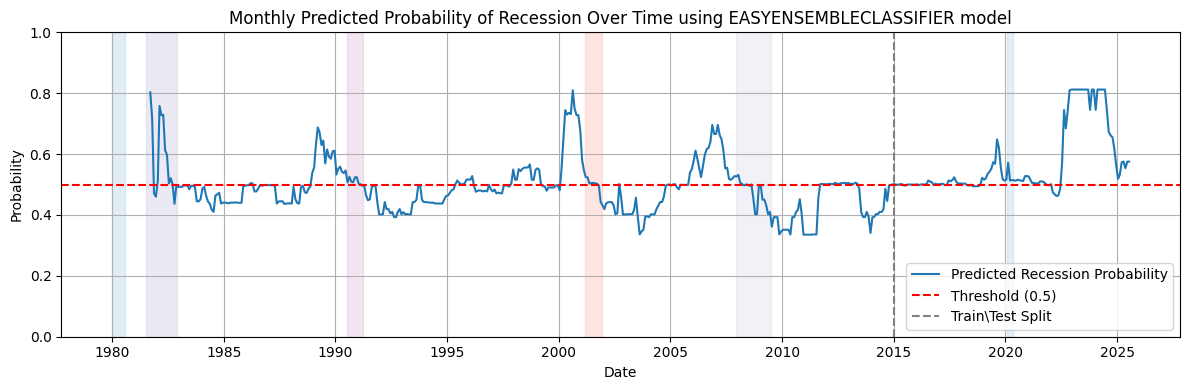 Monthly Predicted Probability of Recession Over Time using EASYENSEMBLECLASSIFIER model
Probability
1.0
0.8
0.6
0.4
0.2
0.0
Predicted Recession Probability
Threshold (0.5)
Train\Test Split
1980 1985 1990 1995 2000 2005 2010 2015 2020 2025
Date